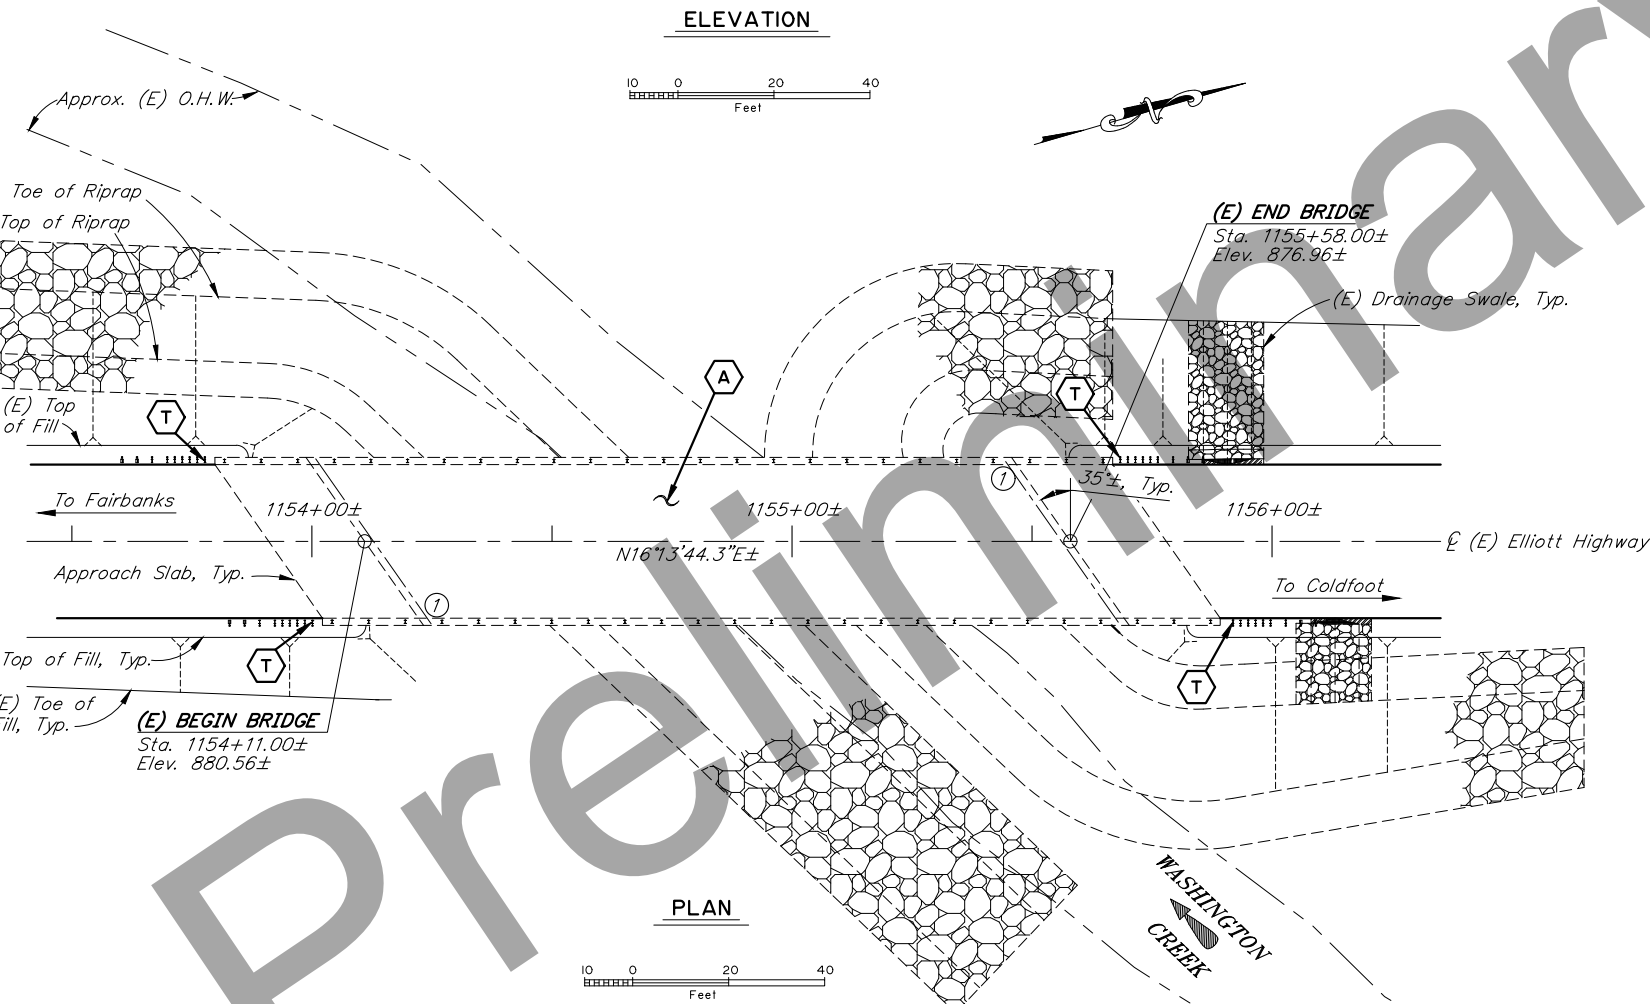 ELEVATION
10 0 20 40
Feet
Approx. (E) O.H.W.
Toe of Riprap
Top of Riprap
(E) END BRIDGE
Sta. 1155+58.00±
Elev. 876.96±
(E) Drainage Swale, Typ.
A
T
T
(E) Top
of Fill
1
35°±, Typ.
To Fairbanks
1154+00±
1155+00±
1156+00±
N16°13'44.3"E±
℄ (E) Elliott Highway
Approach Slab, Typ.
To Coldfoot
1
Top of Fill, Typ.
T
T
(E) Toe of
Fill, Typ.
(E) BEGIN BRIDGE
Sta. 1154+11.00±
Elev. 880.56±
WASHINGTON
CREEK
PLAN
10 0 20 40
Feet
Preliminary